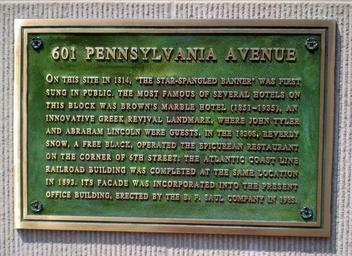 601 PENNSYLVANIA AVENUE
ON THIS SITE IN 1814, "THE STAR-SPANGLED BANNER" WAS FIRST
SUNG IN PUBLIC. THE MOST FAMOUS OF SEVERAL HOTELS ON
THIS BLOCK WAS BROWN'S MARBLE HOTEL (1851-1935), AN
INNOVATIVE GREEK REVIVAL LANDMARK, WHERE JOHN TYLER
AND ABRAHAM LINCOLN WERE GUESTS. IN THE 1830S, BEVERLY
SNOW, A FREE BLACK, OPERATED THE EPICUREAN RESTAURANT
ON THE CORNER OF 6TH STREET. THE ATLANTIC COAST LINE
RAILROAD BUILDING WAS COMPLETED AT THE SAME LOCATION
IN 1893. ITS FACADE WAS INCORPORATED INTO THE PRESENT
OFFICE BUILDING, ERECTED BY THE B. F. SAUL COMPANY IN 1985.